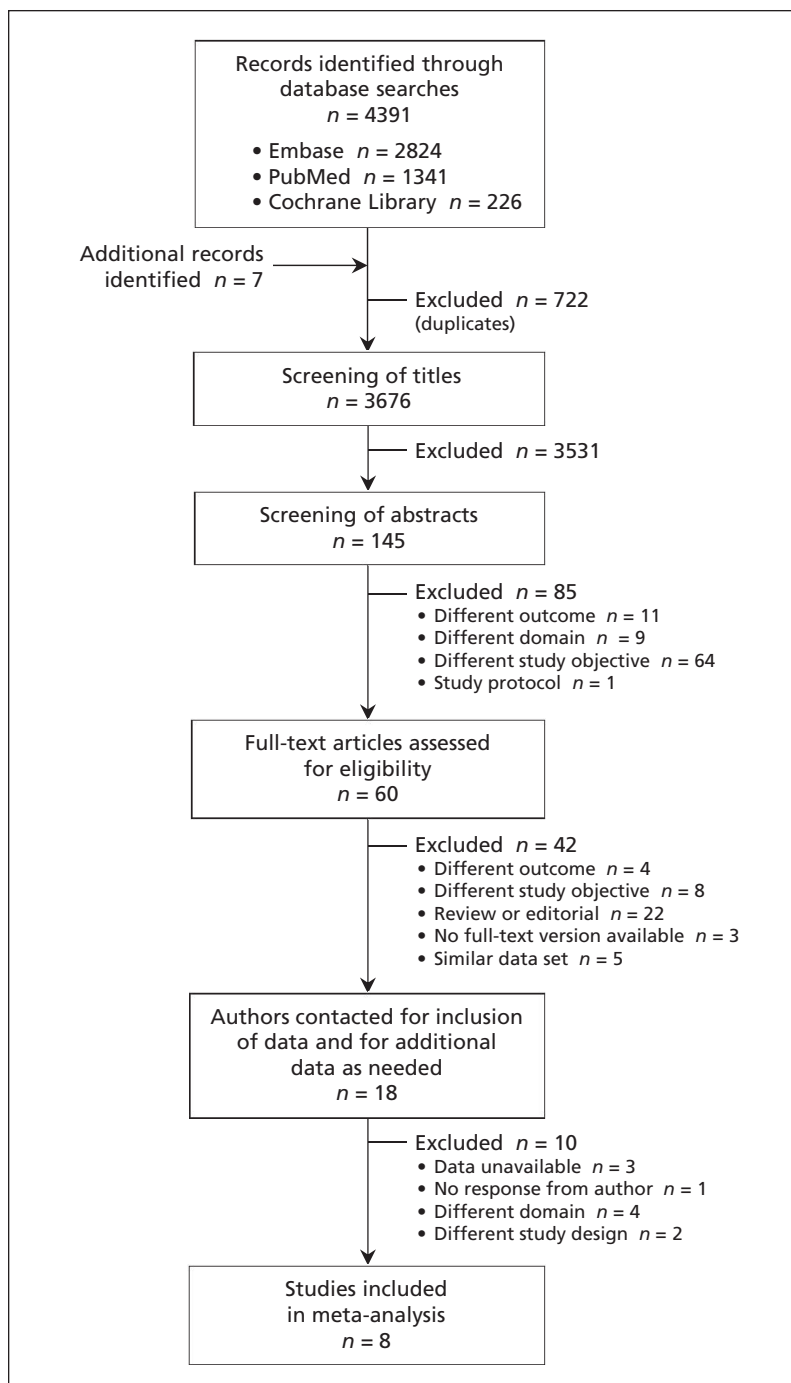 Records identified through
database searches
n = 4391
• Embase n = 2824
• PubMed n = 1341
• Cochrane Library n = 226
Additional records
identified n = 7
Excluded n = 722
(duplicates)
Screening of titles
n = 3676
Excluded n = 3531
Screening of abstracts
n = 145
Excluded n = 85
• Different outcome n = 11
• Different domain n = 9
• Different study objective n = 64
• Study protocol n = 1
Full-text articles assessed
for eligibility
n = 60
Excluded n = 42
• Different outcome n = 4
• Different study objective n = 8
• Review or editorial n = 22
• No full-text version available n = 3
• Similar data set n = 5
Authors contacted for inclusion
of data and for additional
data as needed
n = 18
Excluded n = 10
• Data unavailable n = 3
• No response from author n = 1
• Different domain n = 4
• Different study design n = 2
Studies included
in meta-analysis
n = 8